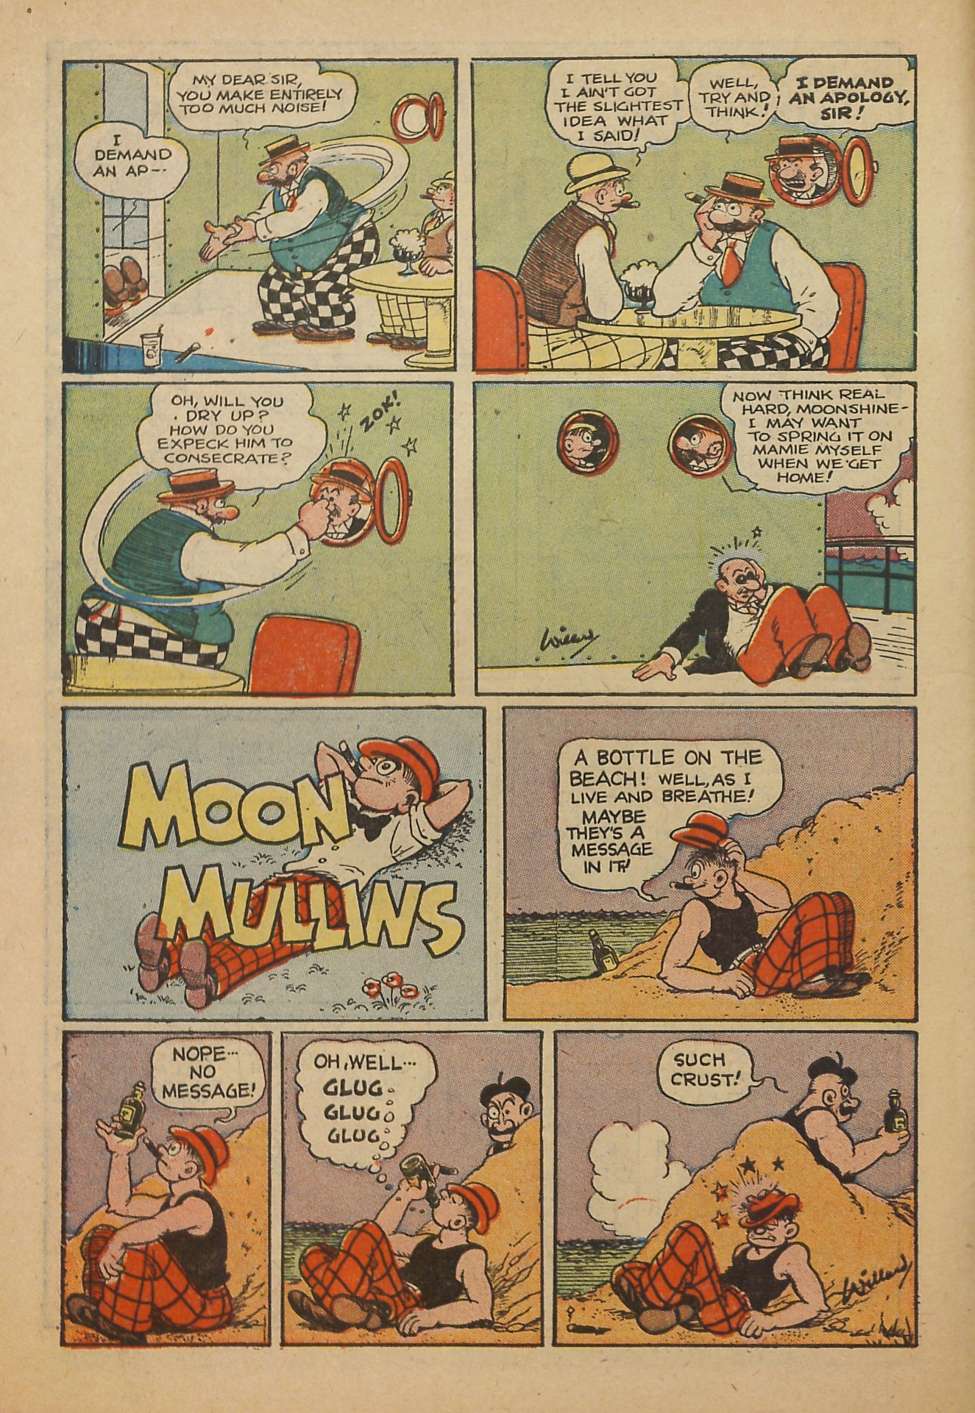 MY DEAR SIR,
YOU MAKE ENTIRELY
TOO MUCH NOISE!
I
DEMAND
AN AP-..
I TELL YOU
I AIN'T GOT
THE SLIGHTEST
IDEA WHAT
I SAID!
WELL,
TRY AND
THINK!
I DEMAND
AN APOLOGY,
SIR!
OH, WILL YOU
DRY UP?
HOW DO YOU
EXPECK HIM TO
CONSECRATE?
ZOK!
NOW THINK REAL
HARD, MOONSHINE-
I MAY WANT
TO SPRING IT ON
MAMIE MYSELF
WHEN WE GET
HOME!
Willard
MOON
MULLINS
A BOTTLE ON THE
BEACH! WELL, AS I
LIVE AND BREATHE!
MAYBE
THEY'S A
MESSAGE
IN IT!
NOPE...
NO
MESSAGE!
OH, WELL...
GLUG
GLUG
GLUG
SUCH
CRUST!
Willard